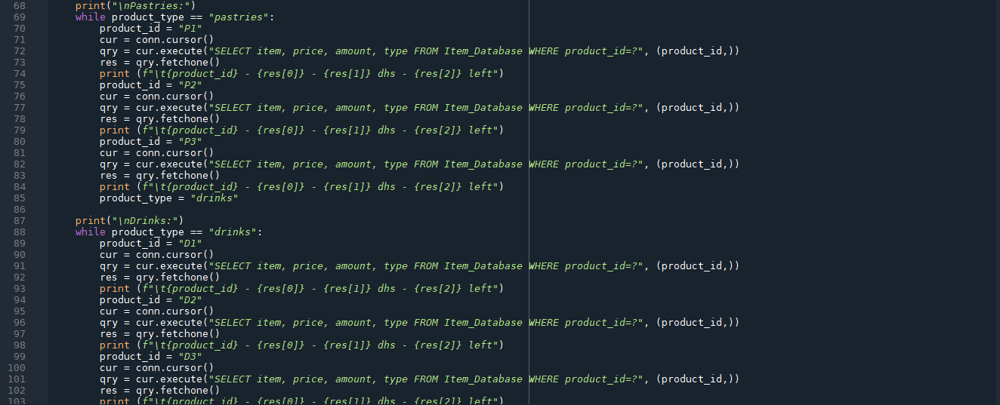 68 print("\nPastries:")
69 while product_type == "pastries":
70 product_id = "P1"
71 cur = conn.cursor()
72 qry = cur.execute("SELECT item, price, amount, type FROM Item_Database WHERE product_id=?", (product_id,))
73 res = qry.fetchone()
74 print (f"\t{product_id} - {res[0]} - {res[1]} dhs - {res[2]} left")
75 product_id = "P2"
76 cur = conn.cursor()
77 qry = cur.execute("SELECT item, price, amount, type FROM Item_Database WHERE product_id=?", (product_id,))
78 res = qry.fetchone()
79 print (f"\t{product_id} - {res[0]} - {res[1]} dhs - {res[2]} left")
80 product_id = "P3"
81 cur = conn.cursor()
82 qry = cur.execute("SELECT item, price, amount, type FROM Item_Database WHERE product_id=?", (product_id,))
83 res = qry.fetchone()
84 print (f"\t{product_id} - {res[0]} - {res[1]} dhs - {res[2]} left")
85 product_type = "drinks"
86
87 print("\nDrinks:")
88 while product_type == "drinks":
89 product_id = "D1"
90 cur = conn.cursor()
91 qry = cur.execute("SELECT item, price, amount, type FROM Item_Database WHERE product_id=?", (product_id,))
92 res = qry.fetchone()
93 print (f"\t{product_id} - {res[0]} - {res[1]} dhs - {res[2]} left")
94 product_id = "D2"
95 cur = conn.cursor()
96 qry = cur.execute("SELECT item, price, amount, type FROM Item_Database WHERE product_id=?", (product_id,))
97 res = qry.fetchone()
98 print (f"\t{product_id} - {res[0]} - {res[1]} dhs - {res[2]} left")
99 product_id = "D3"
100 cur = conn.cursor()
101 qry = cur.execute("SELECT item, price, amount, type FROM Item_Database WHERE product_id=?", (product_id,))
102 res = qry.fetchone()
103 print (f"\t{product_id} - {res[0]} - {res[1]} dhs - {res[2]} left")